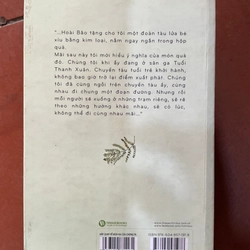 "...Hoài Bão tặng cho tôi một đoàn tàu lửa bé
xíu bằng kim loại, nằm ngay ngắn trong hộp
quà.
Mãi sau này tôi mới hiểu ý nghĩa của món quà
đó. Chúng tôi khi ấy đang ở sân ga Tuổi
Thanh Xuân. Chuyến tàu tuổi trẻ khởi hành,
không bao giờ trở lại điểm xuất phát. Chúng
tôi đã cùng ngồi trên chuyến tàu ấy, cùng
nhau đi chung một đoạn đường. Nhưng rồi
mỗi người sẽ xuống ở những trạm riêng, sẽ rẽ
theo những hướng khác nhau, sẽ có lúc,
không thể đi cùng nhau mãi..."